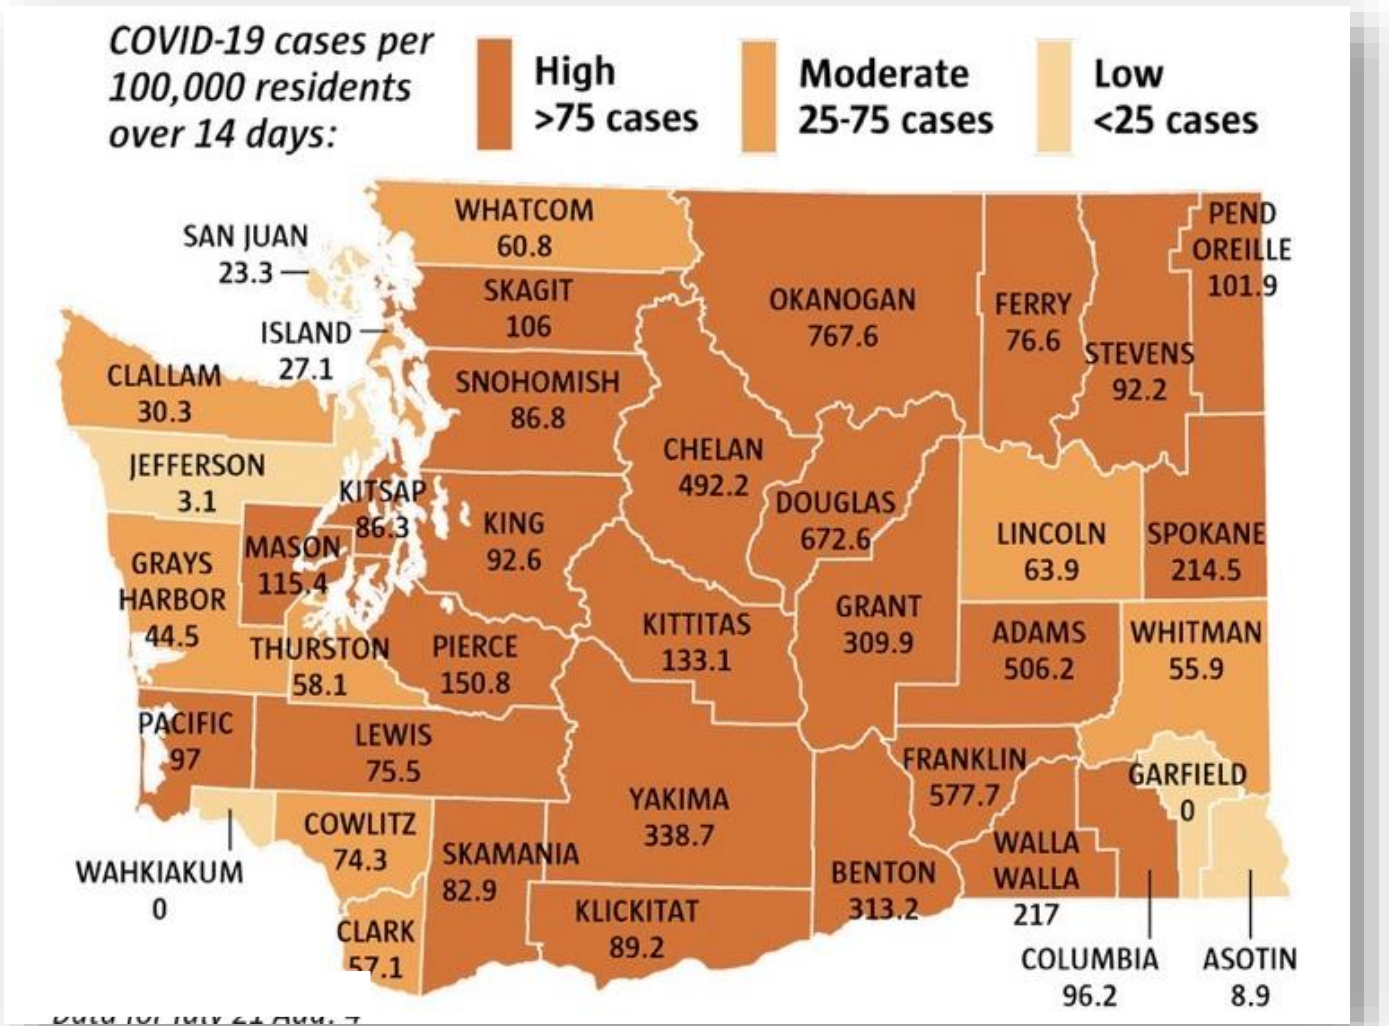 COVID-19 cases per
100,000 residents
over 14 days:
High
>75 cases
Moderate
25-75 cases
Low
<25 cases
WHATCOM
60.8
SAN JUAN
23.3
SKAGIT
106
ISLAND
27.1
CLALLAM
30.3
SNOHOMISH
86.8
JEFFERSON
3.1
KITSAP
86.3
MASON
115.4
KING
92.6
GRAYS
HARBOR
44.5
THURSTON
58.1
PIERCE
150.8
PACIFIC
97
LEWIS
75.5
WAHKIAKUM
0
COWLITZ
74.3
CLARK
57.1
SKAMANIA
82.9
OKANOGAN
767.6
FERRY
76.6
STEVENS
92.2
PEND
OREILLE
101.9
CHELAN
492.2
DOUGLAS
672.6
LINCOLN
63.9
SPOKANE
214.5
KITTITAS
133.1
GRANT
309.9
ADAMS
506.2
WHITMAN
55.9
YAKIMA
338.7
KLICKITAT
89.2
BENTON
313.2
FRANKLIN
577.7
WALLA
WALLA
217
COLUMBIA
96.2
GARFIELD
0
ASOTIN
8.9